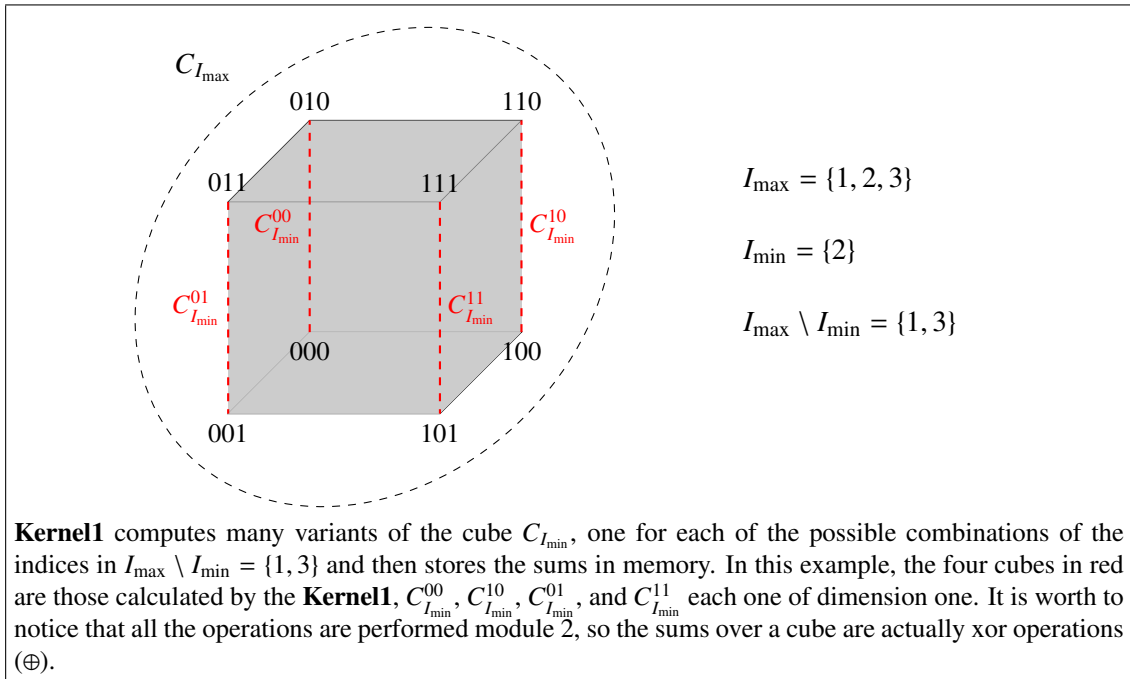 C_{I_max}
010 110
011 111
C^{00}_{I_min} C^{10}_{I_min}
C^{01}_{I_min} C^{11}_{I_min}
000 100
001 101
I_max = {1, 2, 3}
I_min = {2}
I_max \ I_min = {1, 3}
Kernel1 computes many variants of the cube C_{I_min}, one for each of the possible combinations of the
indices in I_max \ I_min = {1, 3} and then stores the sums in memory. In this example, the four cubes in red
are those calculated by the Kernel1, C^{00}_{I_min}, C^{10}_{I_min}, C^{01}_{I_min}, and C^{11}_{I_min} each one of dimension one. It is worth to
notice that all the operations are performed module 2, so the sums over a cube are actually xor operations
(⊕).